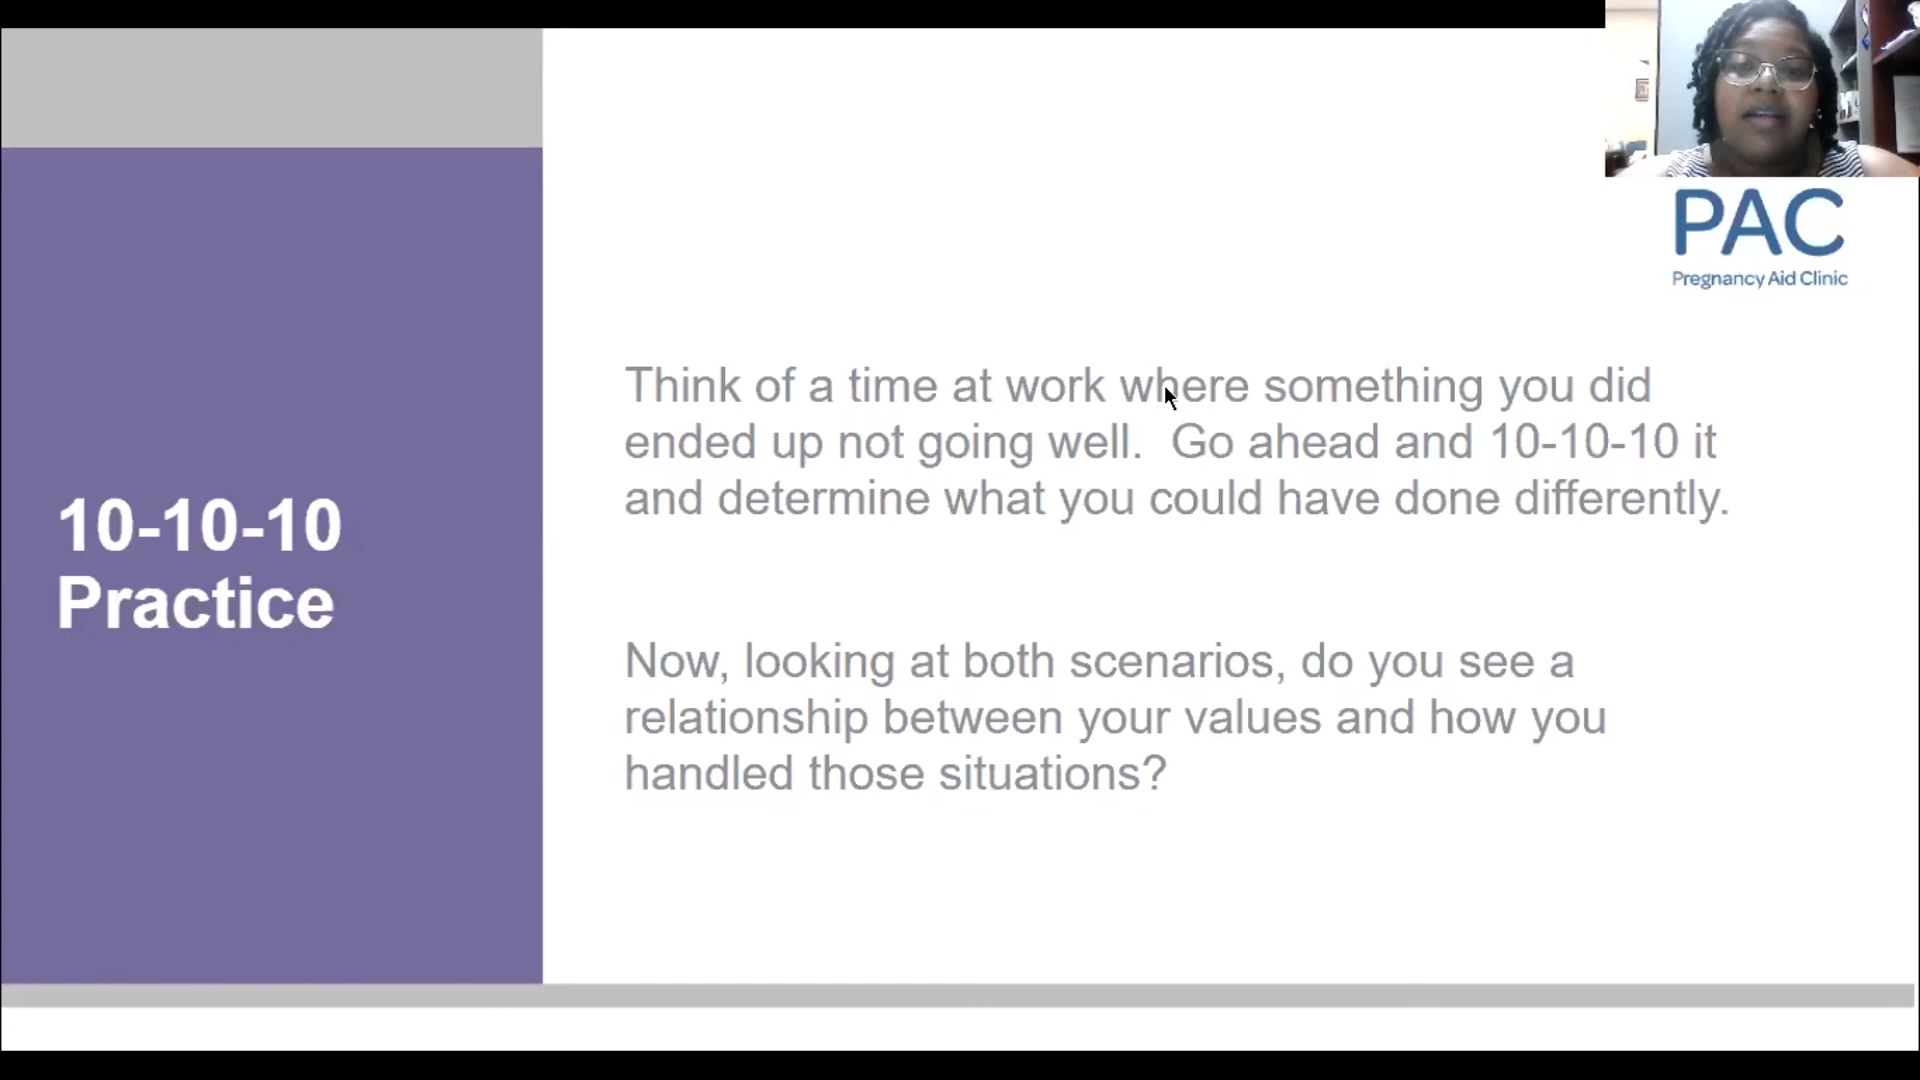 PAC
Pregnancy Aid Clinic
10-10-10
Practice
Think of a time at work where something you did
ended up not going well.  Go ahead and 10-10-10 it
and determine what you could have done differently.
Now, looking at both scenarios, do you see a
relationship between your values and how you
handled those situations?